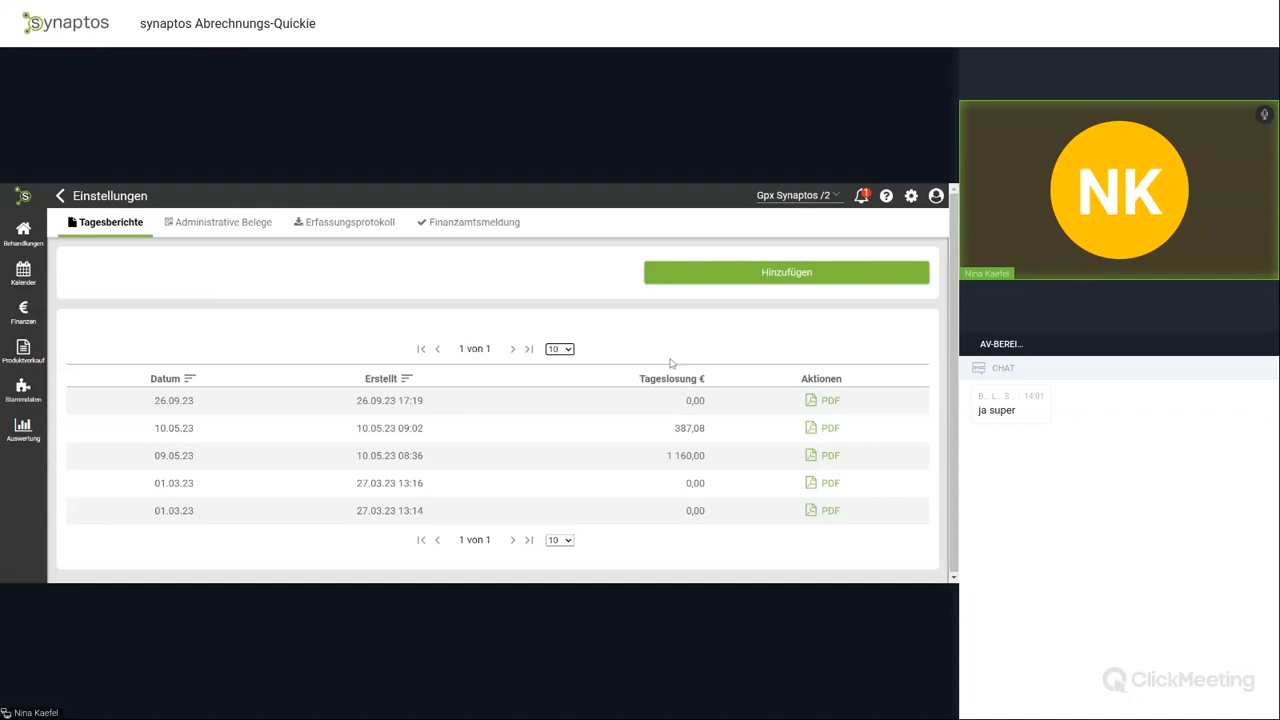 synaptos
synaptos Abrechnungs-Quickie
NK
Nina Kaefel
AV-BEREI...
CHAT
B... L... S... : 14:01
ja super
Einstellungen
Gpx Synaptos /2
1
Tagesberichte
Administrative Belege
Erfassungsprotokoll
Finanzamtsmeldung
Behandlungen
Kalender
Finanzen
Produktverkauf
Stammdaten
Auswertung
Hinzufügen
1 von 1 10
Datum Erstellt Tageslosung € Aktionen
26.09.23 26.09.23 17:19 0,00 PDF
10.05.23 10.05.23 09:02 387,08 PDF
09.05.23 10.05.23 08:36 1 160,00 PDF
01.03.23 27.03.23 13:16 0,00 PDF
01.03.23 27.03.23 13:14 0,00 PDF
1 von 1 10
ClickMeeting
Nina Kaefel